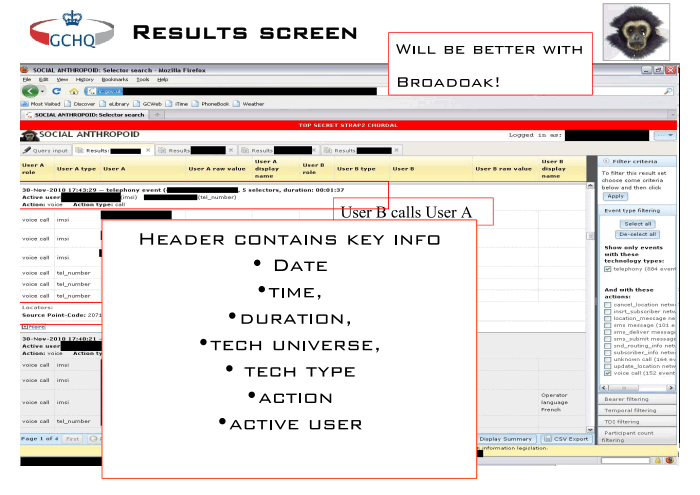 GCHQ
RESULTS SCREEN
WILL BE BETTER WITH
BROADOAK!
SOCIAL ANTHROPOID: Selector search - Mozilla Firefox
File Edit View History Bookmarks Tools Help
Most Visited Discover eLibrary GCWeb iTime PhoneBook Weather
SOCIAL ANTHROPOID: Selector search
TOP SECRET STRAP2 CHORDAL
SOCIAL ANTHROPOID
Logged in as:
Query input Results: Results Results Results
User A role User A type User A User A raw value User A display name User B role User B type User B User B raw value User B display name
30-Nov-2010 17:43:29 — telephony event ( , 5 selectors, duration: 00:01:37
Active user (imsi) (tel_number)
Action: voice Action type: call
User B calls User A
voice call imsi
voice call imsi
voice call imsi
voice call tel_number
voice call tel_number
voice call tel_number
Locators:
Source Point-Code: 2071
More
30-Nov-2010 17:40:21
Active user
Action: voice Action ty
voice call imsi
voice call imsi
Operator language French
voice call imsi
voice call tel_number
Page 1 of 4 First
Display Summary CSV Export
information legislation.
HEADER CONTAINS KEY INFO
• DATE
•TIME,
•DURATION,
•TECH UNIVERSE,
• TECH TYPE
•ACTION
•ACTIVE USER
Filter criteria
To filter this result set
choose some criteria
below and then click
Apply
Event type filtering
Select all
De-select all
Show only events
with these
technology types:
telephony (884 event
And with these
actions:
cancel_location netw
insrt_subscriber netw
location_message ne
sms message (101 e
sms_deliver messag
sms_submit messag
snd_routing_info netv
subscriber_info netw
unknown call (164 ev
update_location netw
voice call (152 event
Bearer filtering
Temporal filtering
TDI filtering
Participant count
filtering